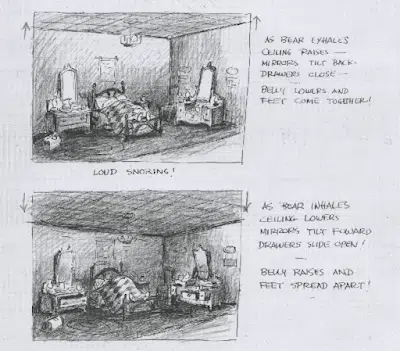 AS BEAR EXHALES
CEILING RAISES —
MIRRORS TILT BACK-
DRAWERS CLOSE —
BELLY LOWERS AND
FEET COME TOGETHER!
LOUD SNORING!
AS BEAR INHALES
CEILING LOWERS
MIRRORS TILT FOWARD
DRAWERS SLIDE OPEN!
—
BELLY RAISES AND
FEET SPREAD APART!